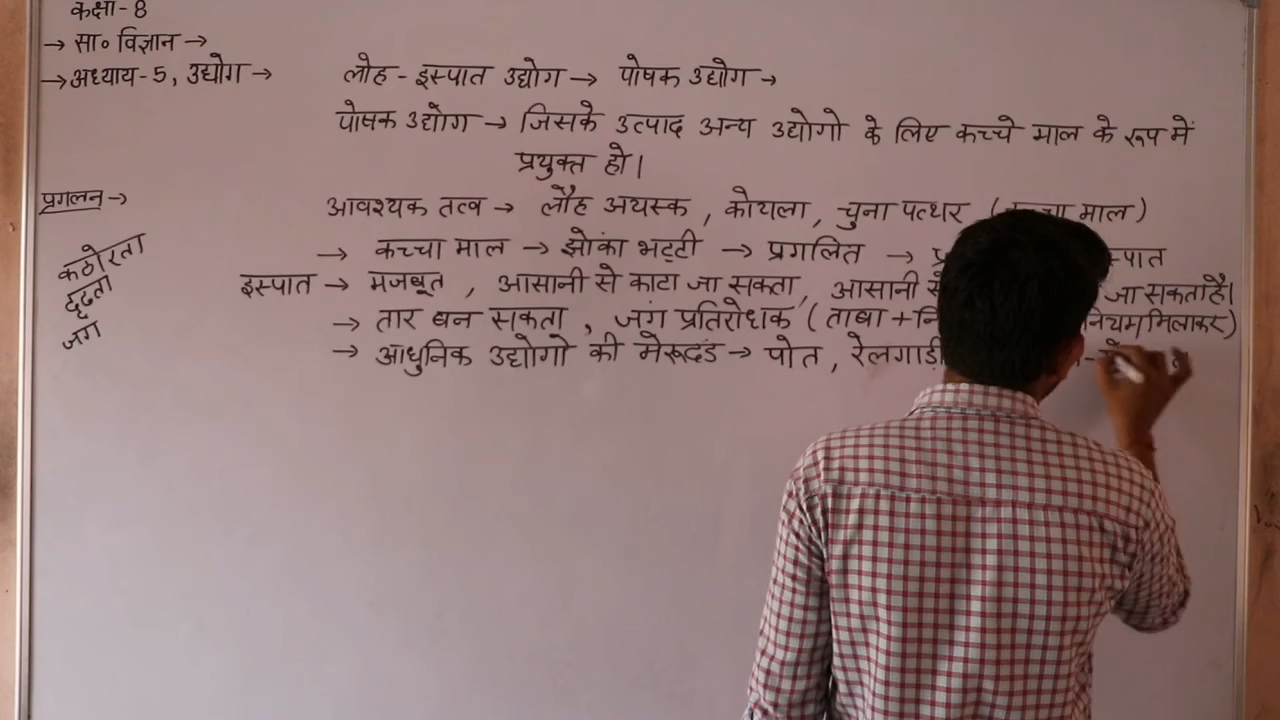 कक्षा-8
→ सा० विज्ञान →
→ अध्याय-5, उद्योग → लोह-इस्पात उद्योग → पोषक उद्योग →
पोषक उद्योग → जिसके उत्पाद अन्य उद्योगो के लिए कच्चे माल के रूप में
प्रयुक्त हो।
प्रगलन → आवश्यक तत्व → लौह अयस्क, कोयला, चुना पत्थर ( माल)
→ कच्चा माल → झोंका भट्टी → प्रगलित →
कठोरता
दृढ़ता
जंग
इस्पात → मजबूत, आसानी से काटा जा सकता, आसानी से जा सकता है।
→ तार बन सकता, जंग प्रतिरोधक (ताबा + मिलाकर)
→ आधुनिक उद्योगो की मेरूदंड → पोत, रेलगाड़ी